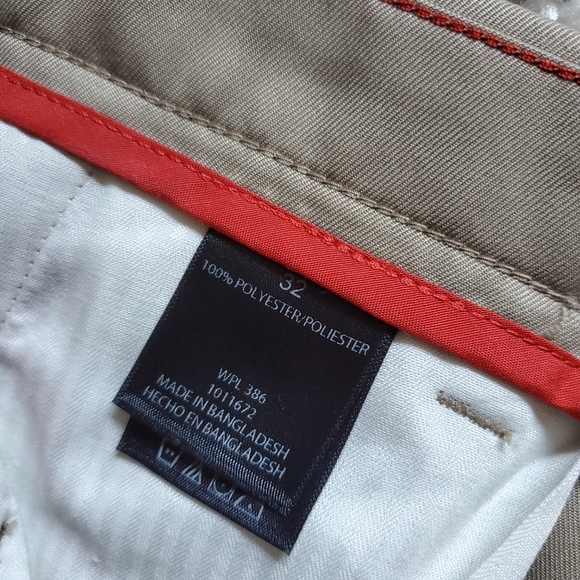 32
100% POLYESTER/POLIESTER
WPL 386
1011672
MADE IN BANGLADESH
HECHO EN BANGLADESH